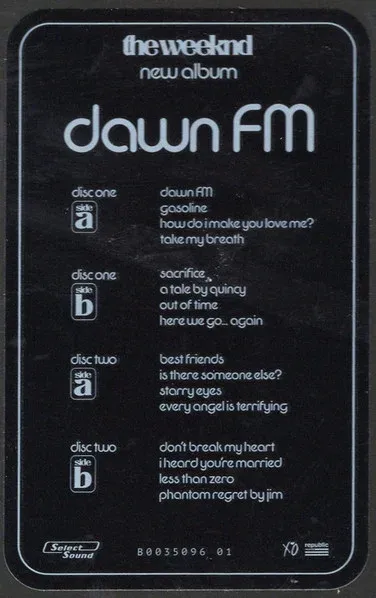 the weeknd
new album
dawn FM
disc one
side
a
dawn FM
gasoline
how do i make you love me?
take my breath
disc one
side
b
sacrifice
a tale by quincy
out of time
here we go... again
disc two
side
a
best friends
is there someone else?
starry eyes
every angel is terrifying
disc two
side
b
don't break my heart
i heard you're married
less than zero
phantom regret by jim
Select Sound
B0035096 01
XO
republic